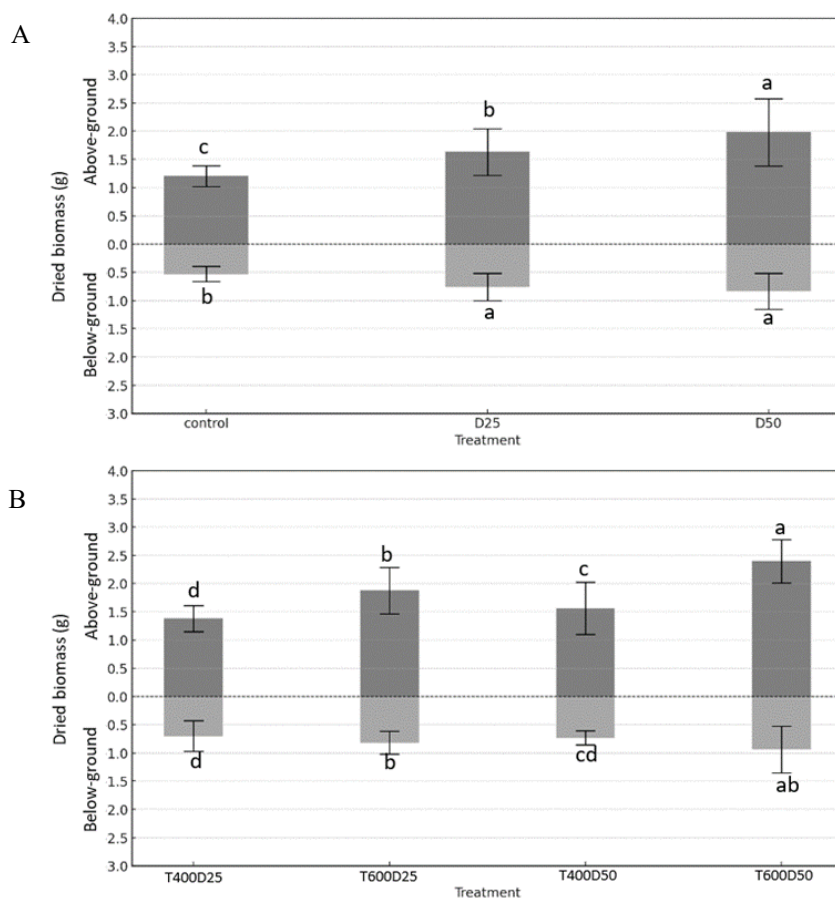 A
4.0
3.5
3.0
2.5
2.0
1.5
1.0
0.5
0.0
0.5
1.0
1.5
2.0
2.5
3.0
Dried biomass (g)
Above-ground
Below-ground
c
b
a
b
a
a
control
D25
D50
Treatment
B
4.0
3.5
3.0
2.5
2.0
1.5
1.0
0.5
0.0
0.5
1.0
1.5
2.0
2.5
3.0
Dried biomass (g)
Above-ground
Below-ground
d
b
c
a
d
b
cd
ab
T400D25
T600D25
T400D50
T600D50
Treatment